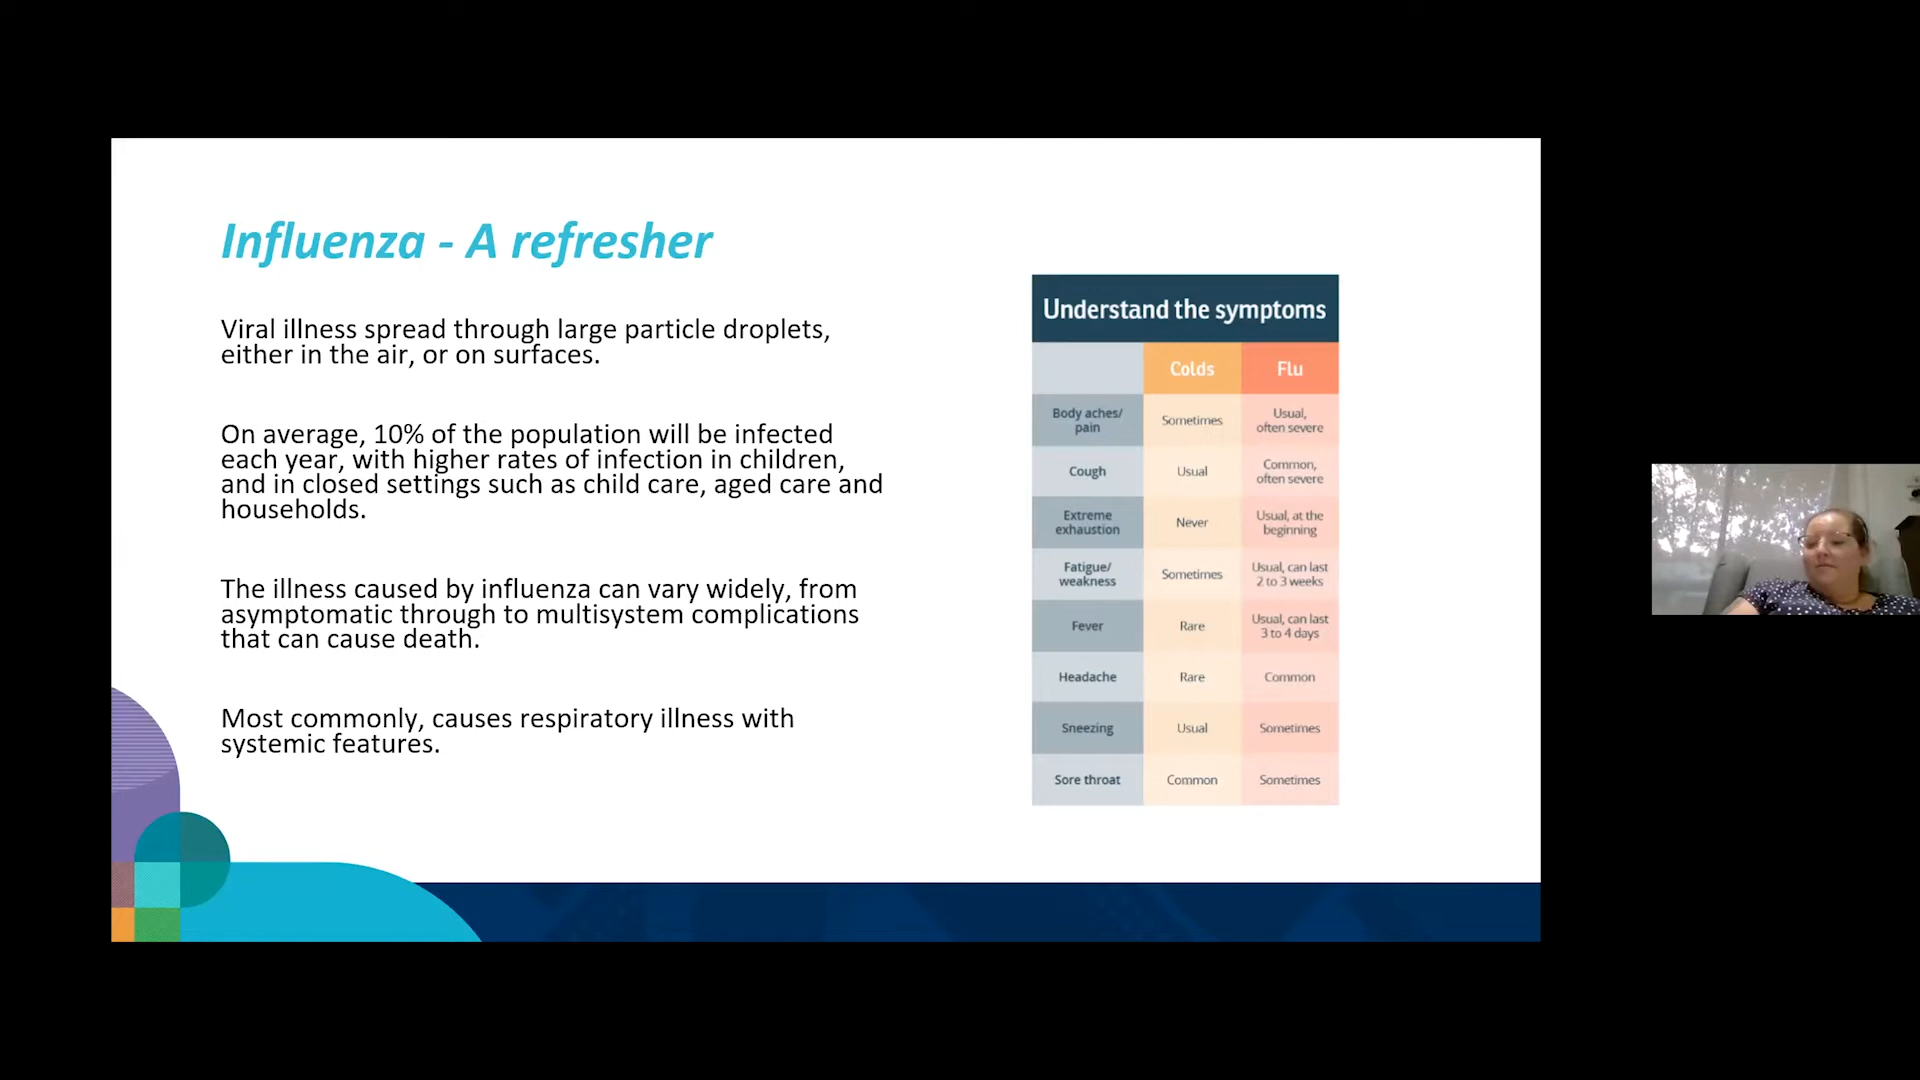 Influenza - A refresher
Viral illness spread through large particle droplets,
either in the air, or on surfaces.
On average, 10% of the population will be infected
each year, with higher rates of infection in children,
and in closed settings such as child care, aged care and
households.
The illness caused by influenza can vary widely, from
asymptomatic through to multisystem complications
that can cause death.
Most commonly, causes respiratory illness with
systemic features.
Understand the symptoms
Colds Flu
Body aches/
pain
Sometimes
Usual,
often severe
Cough
Usual
Common,
often severe
Extreme
exhaustion
Never
Usual, at the
beginning
Fatigue/
weakness
Sometimes
Usual, can last
2 to 3 weeks
Fever
Rare
Usual, can last
3 to 4 days
Headache Rare Common
Sneezing Usual Sometimes
Sore throat Common Sometimes